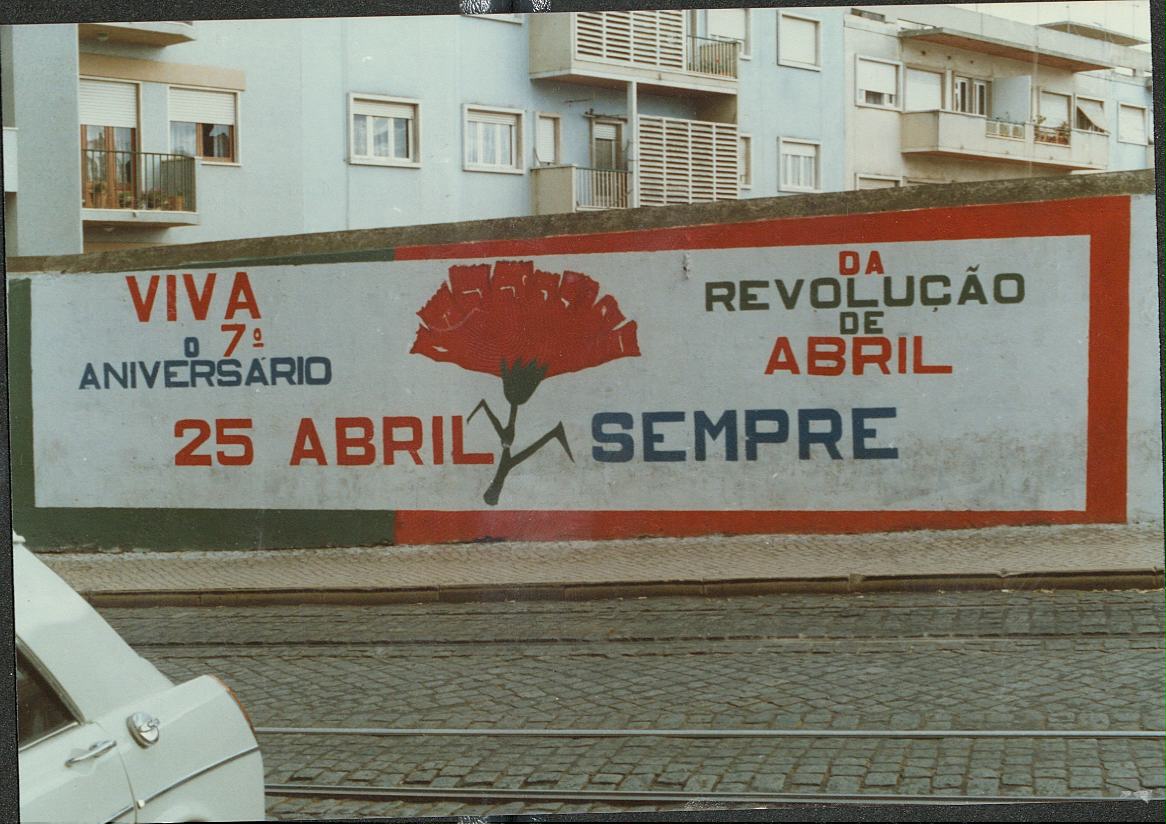 VIVA
O 7º
ANIVERSÁRIO
DA
REVOLUÇÃO
DE
ABRIL
25 ABRIL SEMPRE